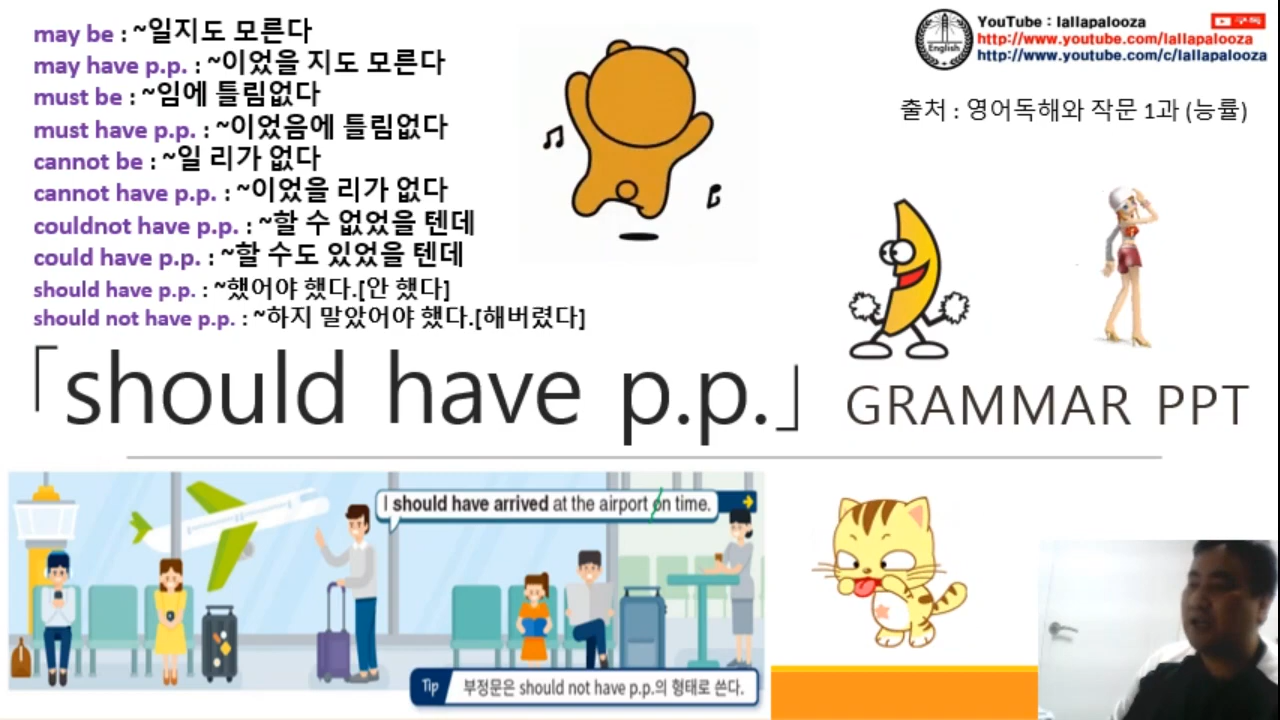 may be : ~일지도 모른다
may have p.p. : ~이었을 지도 모른다
must be : ~임에 틀림없다
must have p.p. : ~이었음에 틀림없다
cannot be : ~일 리가 없다
cannot have p.p. : ~이었을 리가 없다
couldnot have p.p. : ~할 수 없었을 텐데
could have p.p. : ~할 수도 있었을 텐데
should have p.p. : ~했어야 했다.[안 했다]
should not have p.p. : ~하지 말았어야 했다.[해버렸다]
English
YouTube : lallapalooza
구독
http://www.youtube.com/lallapalooza
http://www.youtube.com/c/lallapalooza
출처 : 영어독해와 작문 1과 (능률)
「should have p.p.」 GRAMMAR PPT
I should have arrived at the airport on time.
Tip 부정문은 should not have p.p.의 형태로 쓴다.